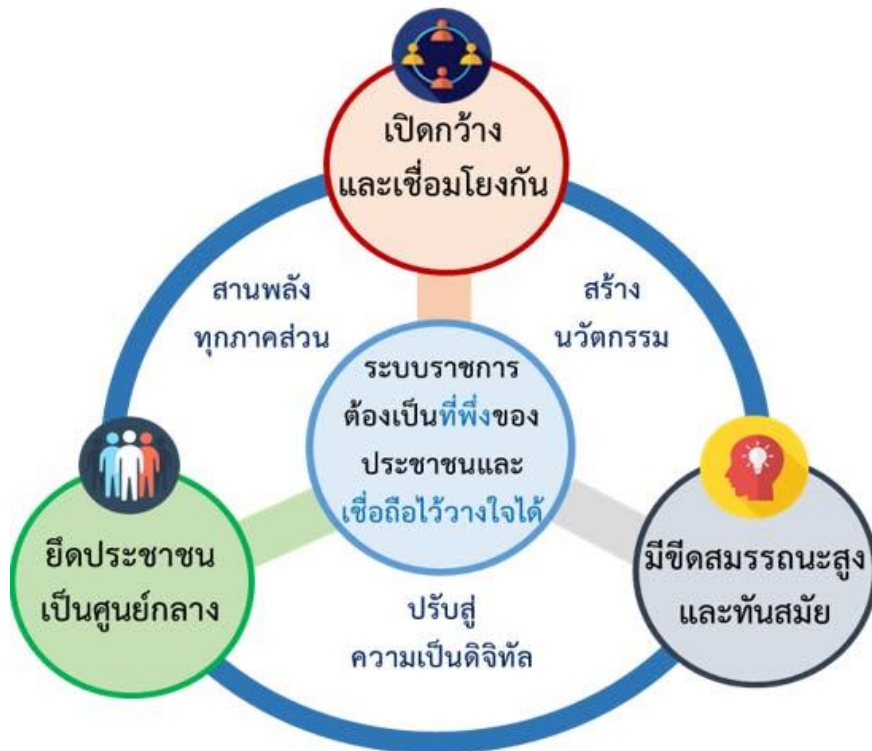 เปิดกว้าง
และเชื่อมโยงกัน
สานพลัง
ทุกภาคส่วน
สร้าง
นวัตกรรม
ระบบราชการ
ต้องเป็นที่พึ่งของ
ประชาชนและ
เชื่อถือไว้วางใจได้
ยึดประชาชน
เป็นศูนย์กลาง
มีขีดสมรรถนะสูง
และทันสมัย
ปรับสู่
ความเป็นดิจิทัล